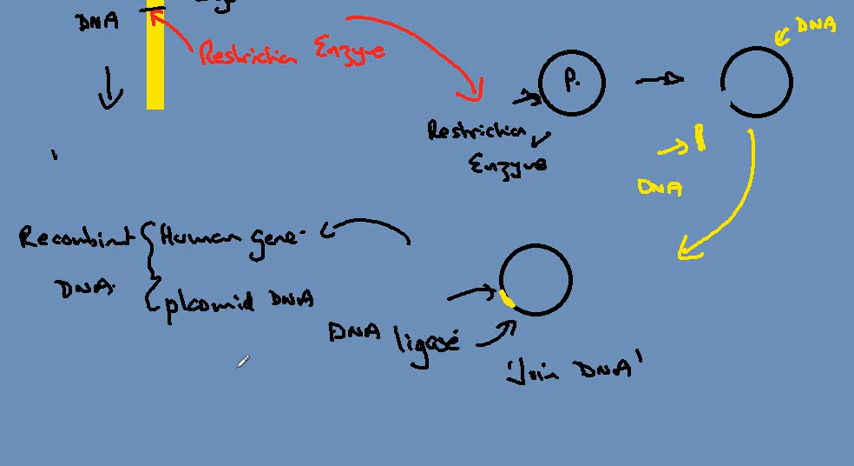 DNA
Restriction Enzyme
P.
DNA
Restriction
Enzyme
DNA
Recombint { Human gene
DNA. { plasmid DNA
DNA ligase
'Join DNA'